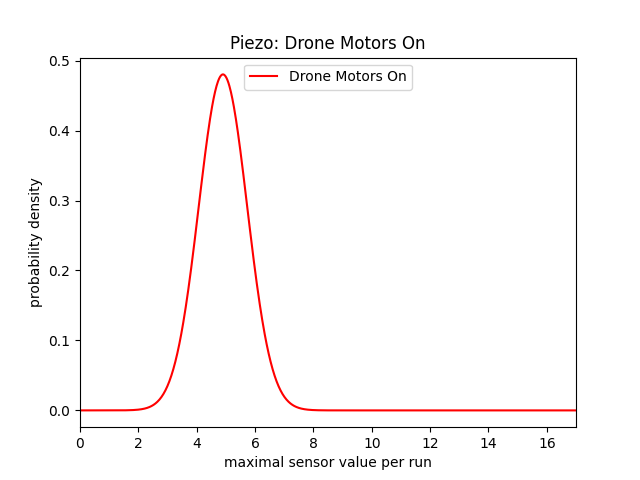 Piezo: Drone Motors On
Drone Motors On
probability density
0.5
0.4
0.3
0.2
0.1
0.0
0 2 4 6 8 10 12 14 16
maximal sensor value per run